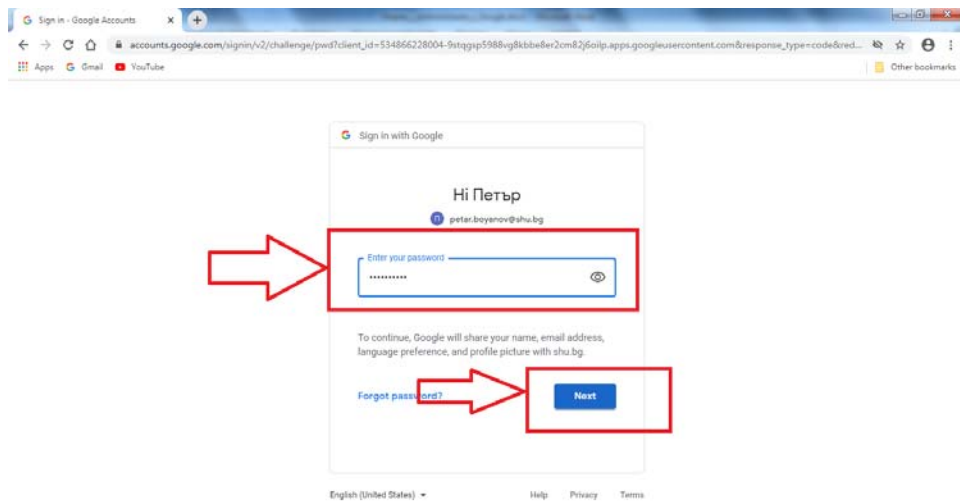 Sign in - Google Accounts
accounts.google.com/signin/v2/challenge/pwd?client_id=534866228004-9stqgsp5988vg8kbbe8er2cm82j6oilp.apps.googleusercontent.com&response_type=code&red...
Apps Gmail YouTube Other bookmarks
Sign in with Google
Hi Петър
П peter.boyenov@shu.bg
Enter your password
••••••••••
To continue, Google will share your name, email address,
language preference, and profile picture with shu.bg.
Forgot password? Next
English (United States) Help Privacy Terms